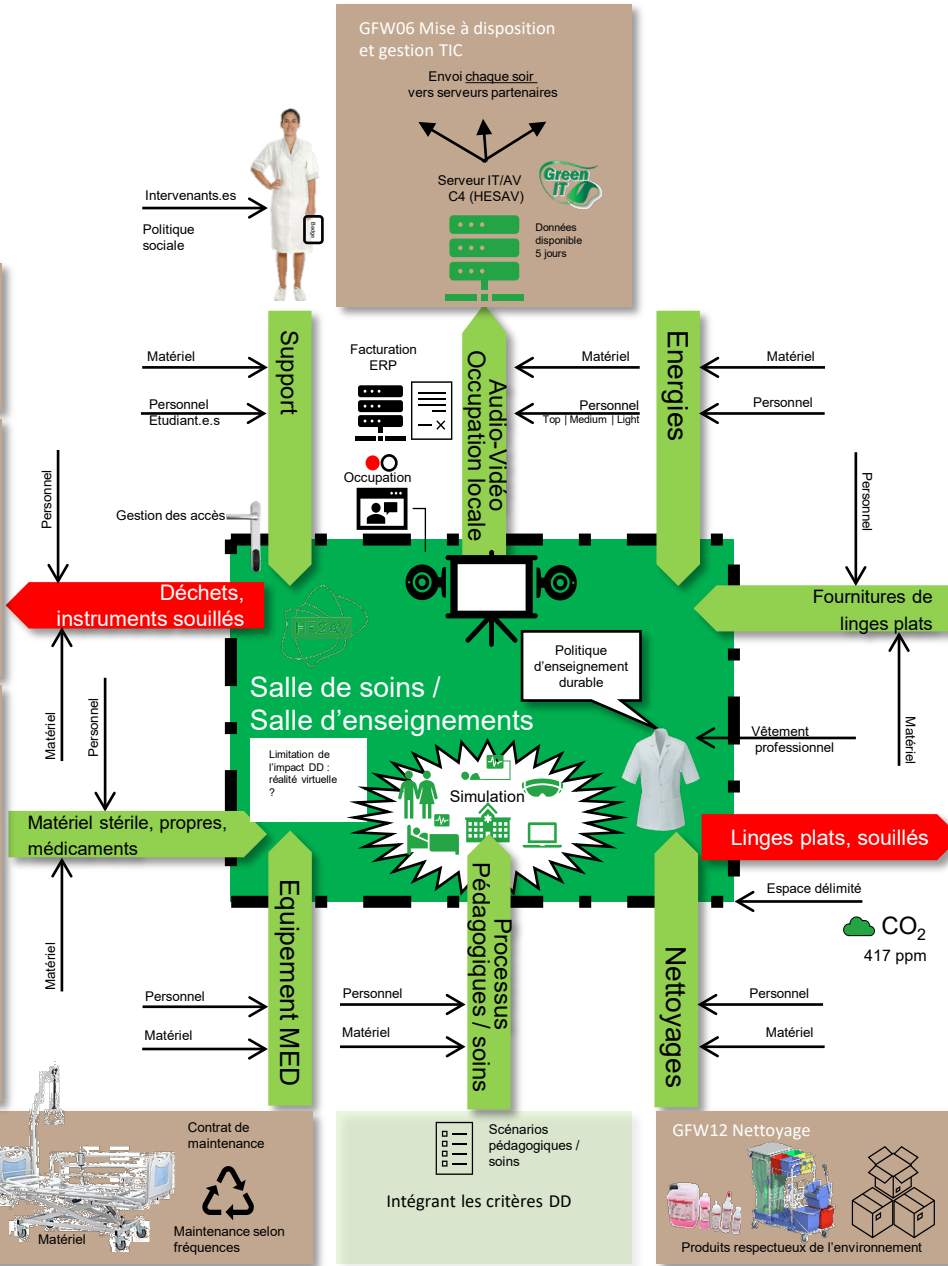 GFW06 Mise à disposition
et gestion TIC
Envoi chaque soir
vers serveurs partenaires
Serveur IT/AV
C4 (HESAV)
Green
IT
Données
disponible
5 jours
Intervenants.es
Politique
sociale
Badge
Support
Matériel
Personnel
Etudiant.e.s
Facturation
ERP
Occupation
Audio-Vidéo
Occupation locale
Matériel
Personnel
Top | Medium | Light
Energies
Matériel
Personnel
Gestion des accès
Personnel
Déchets,
instruments souillés
Matériel
Personnel
Fournitures de
linges plats
Matériel
HESAV
Politique
d'enseignement
durable
Salle de soins /
Salle d'enseignements
Vêtement
professionnel
Limitation de
l'impact DD :
réalité virtuelle
?
Simulation
Personnel
Matériel stérile, propres,
médicaments
Matériel
Linges plats, souillés
Espace délimité
CO2
417 ppm
Equipement MED
Personnel
Matériel
Processus
Pédagogiques / soins
Personnel
Matériel
Nettoyages
Personnel
Matériel
Contrat de
maintenance
Matériel
Maintenance selon
fréquences
Scénarios
pédagogiques /
soins
Intégrant les critères DD
GFW12 Nettoyage
Produits respectueux de l'environnement